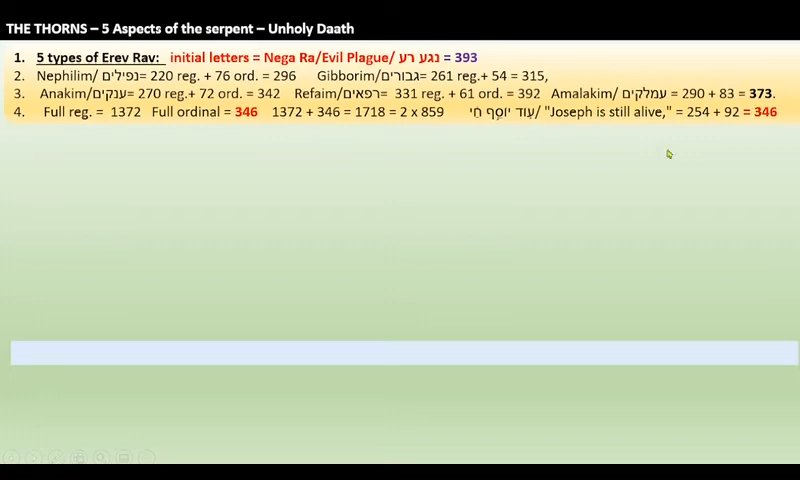 THE THORNS – 5 Aspects of the serpent – Unholy Daath
1. 5 types of Erev Rav: initial letters = Nega Ra/Evil Plague/ נגע רע = 393
2. Nephilim/ נפילים= 220 reg. + 76 ord. = 296 Gibborim/גבורים= 261 reg.+ 54 = 315,
3. Anakim/ענקים= 270 reg.+ 72 ord. = 342 Refaim/רפאים= 331 reg.+ 61 ord. = 392 Amalakim/ עמלקים = 290 + 83 = 373.
4. Full reg. = 1372 Full ordinal = 346 1372 + 346 = 1718 = 2 x 859 עוֹד יוֹסֵף חַי/ "Joseph is still alive," = 254 + 92 = 346